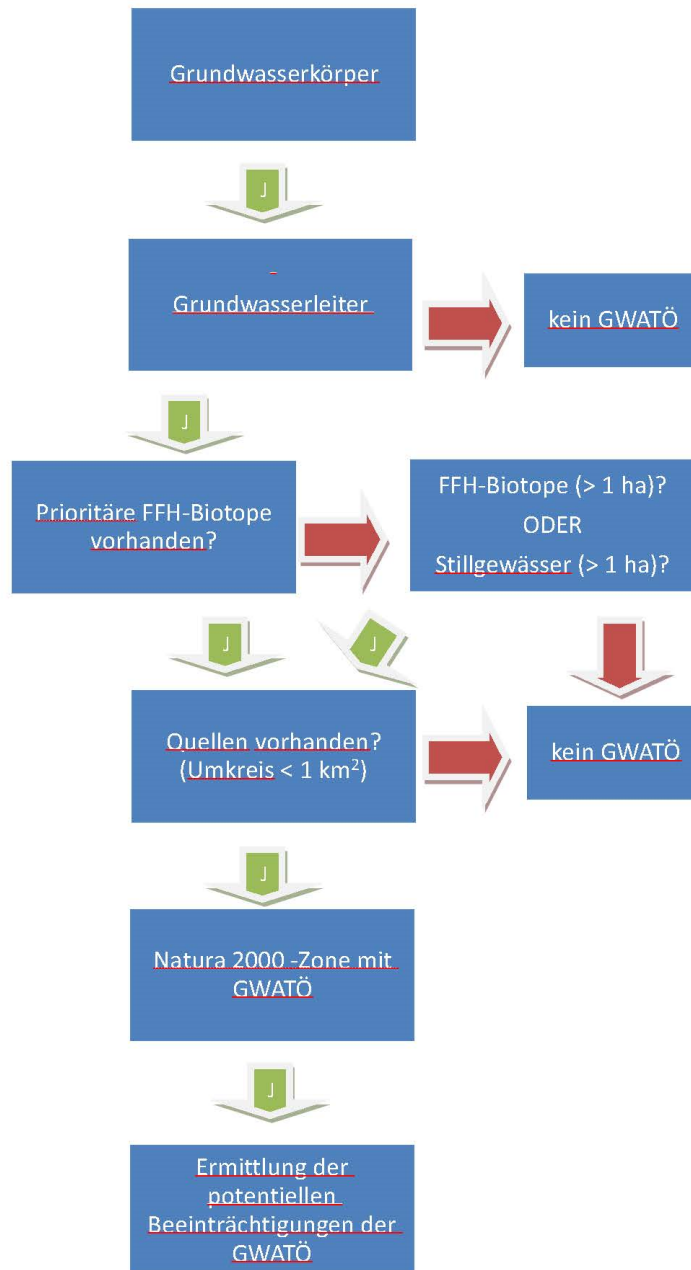 Grundwasserkörper
J
-
Grundwasserleiter
kein GWATÖ
J
Prioritäre FFH-Biotope
vorhanden?
FFH-Biotope (> 1 ha)?
ODER
Stillgewässer (> 1 ha)?
J
J
Quellen vorhanden?
(Umkreis < 1 km²)
kein GWATÖ
J
Natura 2000 -Zone mit
GWATÖ
J
Ermittlung der
potentiellen
Beeinträchtigungen der
GWATÖ